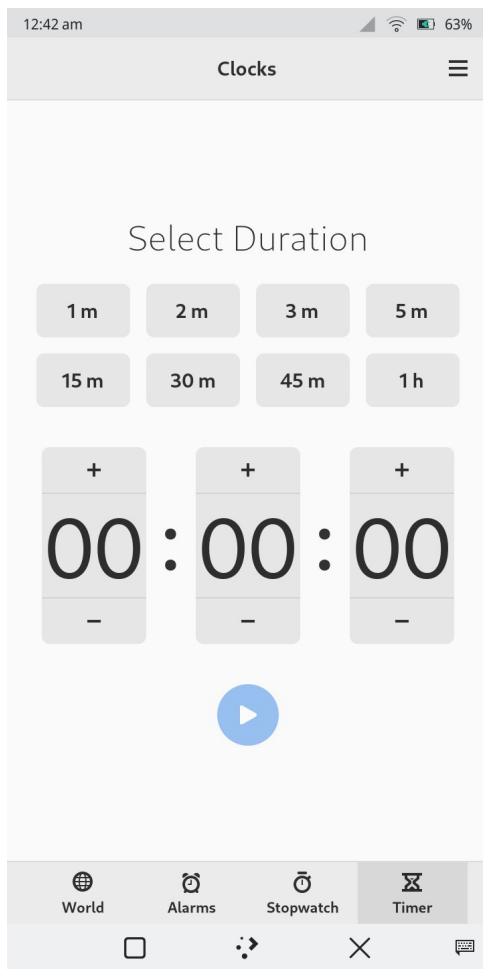 12:42 am 63%
Clocks
Select Duration
1 m 2 m 3 m 5 m
15 m 30 m 45 m 1 h
+ + +
00 : 00 : 00
− − −
World Alarms Stopwatch Timer